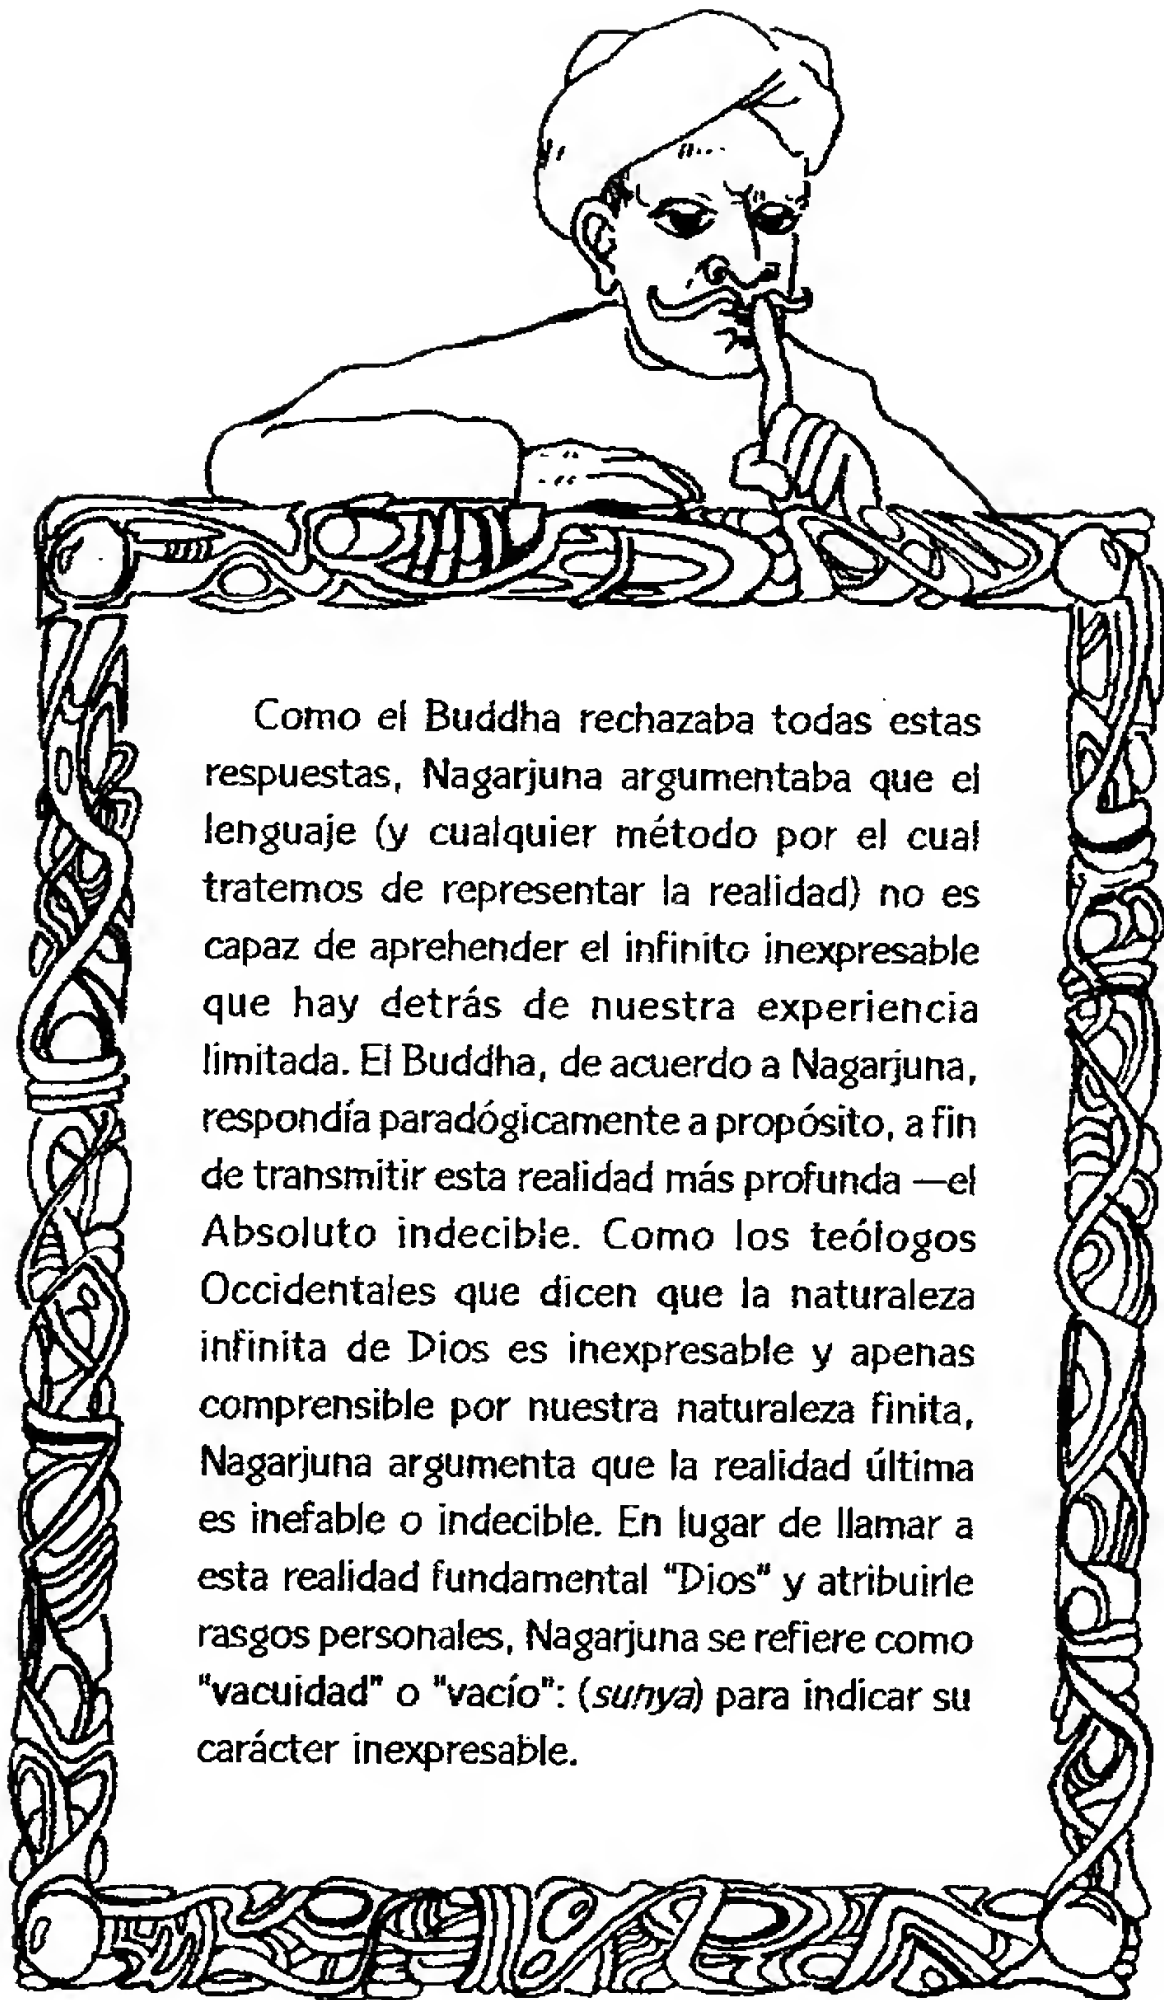 Como el Buddha rechazaba todas estas
respuestas, Nagarjuna argumentaba que el
lenguaje (y cualquier método por el cual
tratemos de representar la realidad) no es
capaz de aprehender el infinito inexpresable
que hay detrás de nuestra experiencia
limitada. El Buddha, de acuerdo a Nagarjuna,
respondía paradógicamente a propósito, a fin
de transmitir esta realidad más profunda —el
Absoluto indecible. Como los teólogos
Occidentales que dicen que la naturaleza
infinita de Dios es inexpresable y apenas
comprensible por nuestra naturaleza finita,
Nagarjuna argumenta que la realidad última
es inefable o indecible. En lugar de llamar a
esta realidad fundamental "Dios" y atribuirle
rasgos personales, Nagarjuna se refiere como
"vacuidad" o "vacío": (sunya) para indicar su
carácter inexpresable.